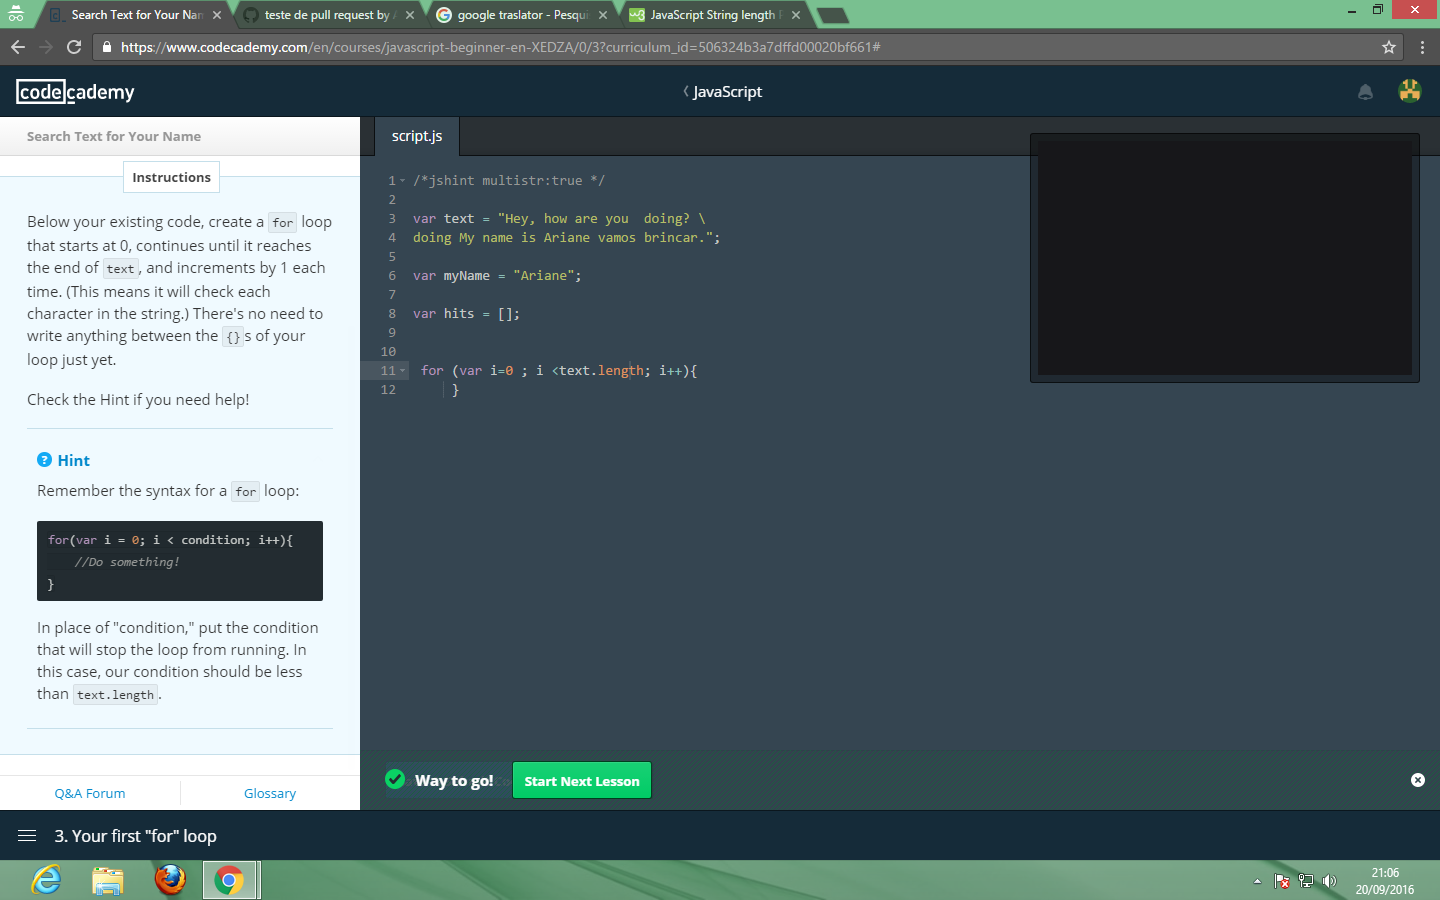 Search Text for Your Nan
teste de pull request by A
google traslator - Pesqui
JavaScript String length P
https://www.codecademy.com/en/courses/javascript-beginner-en-XEDZA/0/3?curriculum_id=506324b3a7dffd00020bf661#
codecademy
JavaScript
Search Text for Your Name
script.js
Instructions
Below your existing code, create a for loop
that starts at 0, continues until it reaches
the end of text, and increments by 1 each
time. (This means it will check each
character in the string.) There's no need to
write anything between the {}s of your
loop just yet.
Check the Hint if you need help!
? Hint
Remember the syntax for a for loop:
for(var i = 0; i < condition; i++){
//Do something!
}
In place of "condition," put the condition
that will stop the loop from running. In
this case, our condition should be less
than text.length.
Q&A Forum
Glossary
1 /*jshint multistr:true */
2
3 var text = "Hey, how are you  doing? \
4 doing My name is Ariane vamos brincar.";
5
6 var myName = "Ariane";
7
8 var hits = [];
9
10
11 for (var i=0 ; i <text.length; i++){
12 }
Way to go!
Start Next Lesson
3. Your first "for" loop
21:06
20/09/2016